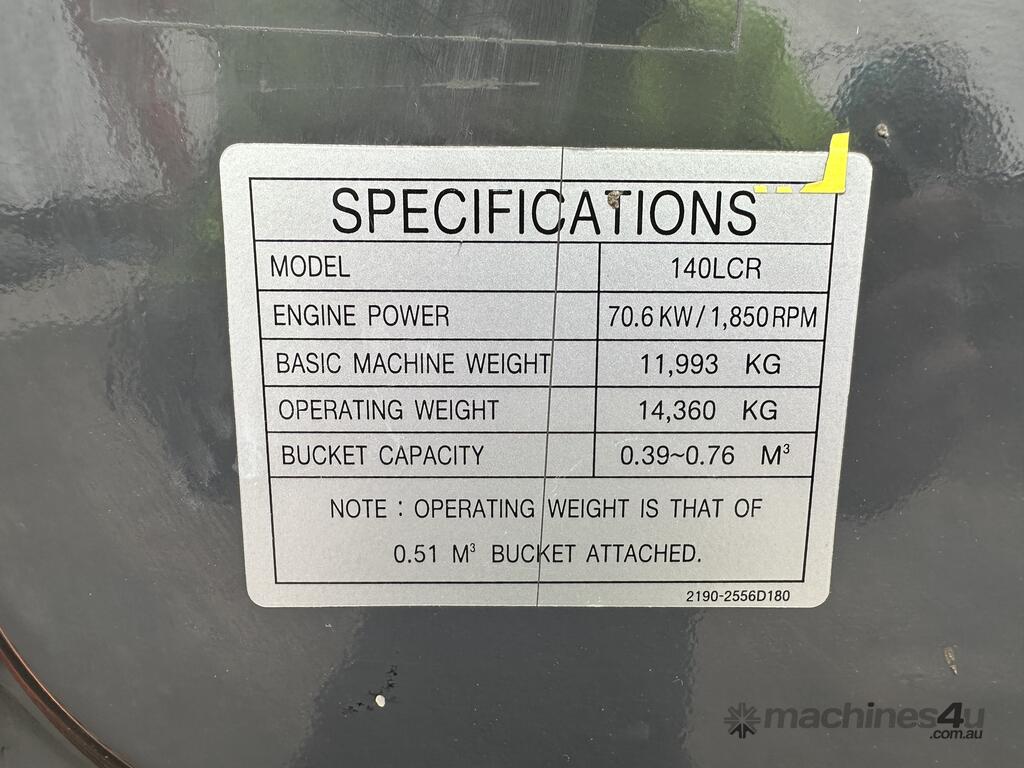 SPECIFICATIONS
MODEL 140LCR
ENGINE POWER 70.6 KW / 1,850 RPM
BASIC MACHINE WEIGHT 11,993 KG
OPERATING WEIGHT 14,360 KG
BUCKET CAPACITY 0.39~0.76 M³
NOTE : OPERATING WEIGHT IS THAT OF
0.51 M³ BUCKET ATTACHED.
2190-2556D180
machines4u
.com.au